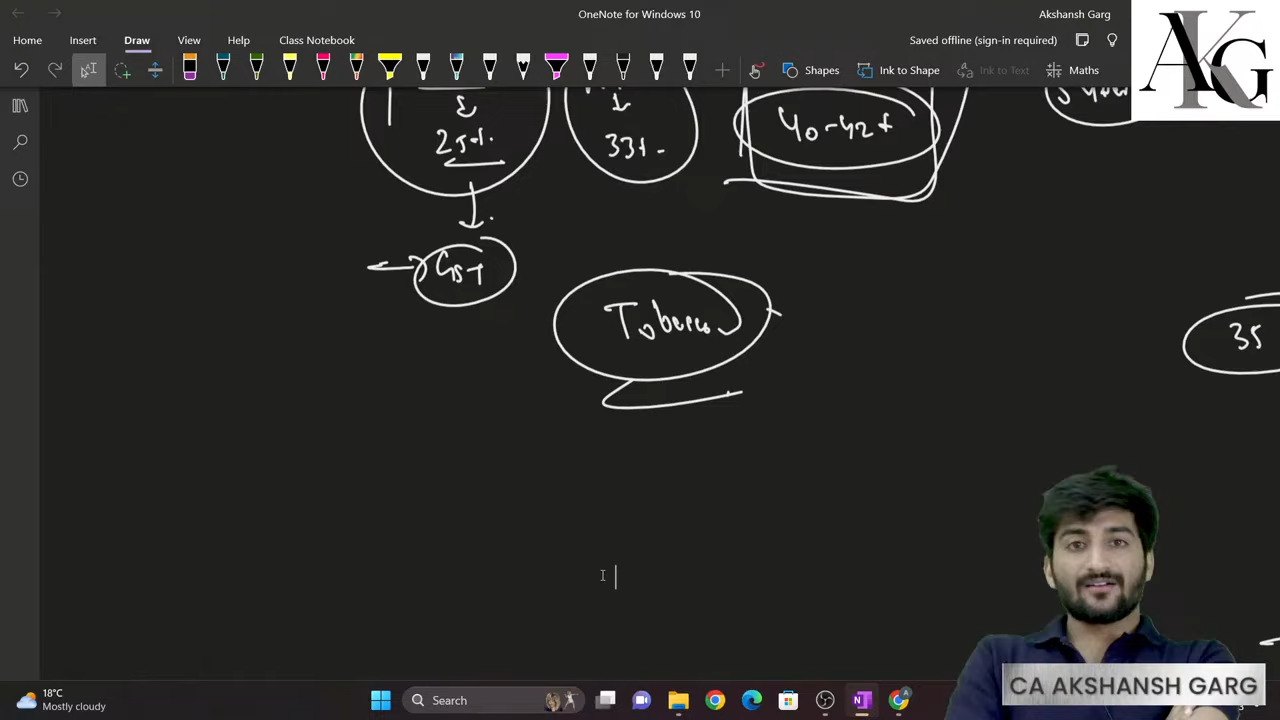 OneNote for Windows 10
Akshansh Garg
Home Insert Draw View Help Class Notebook
Saved offline (sign-in required)
Shapes Ink to Shape Ink to Text Maths
AKG
25%.
33%
40-42%
GST
Tobacco
35
18°C
Mostly cloudy
Search
CA AKSHANSH GARG